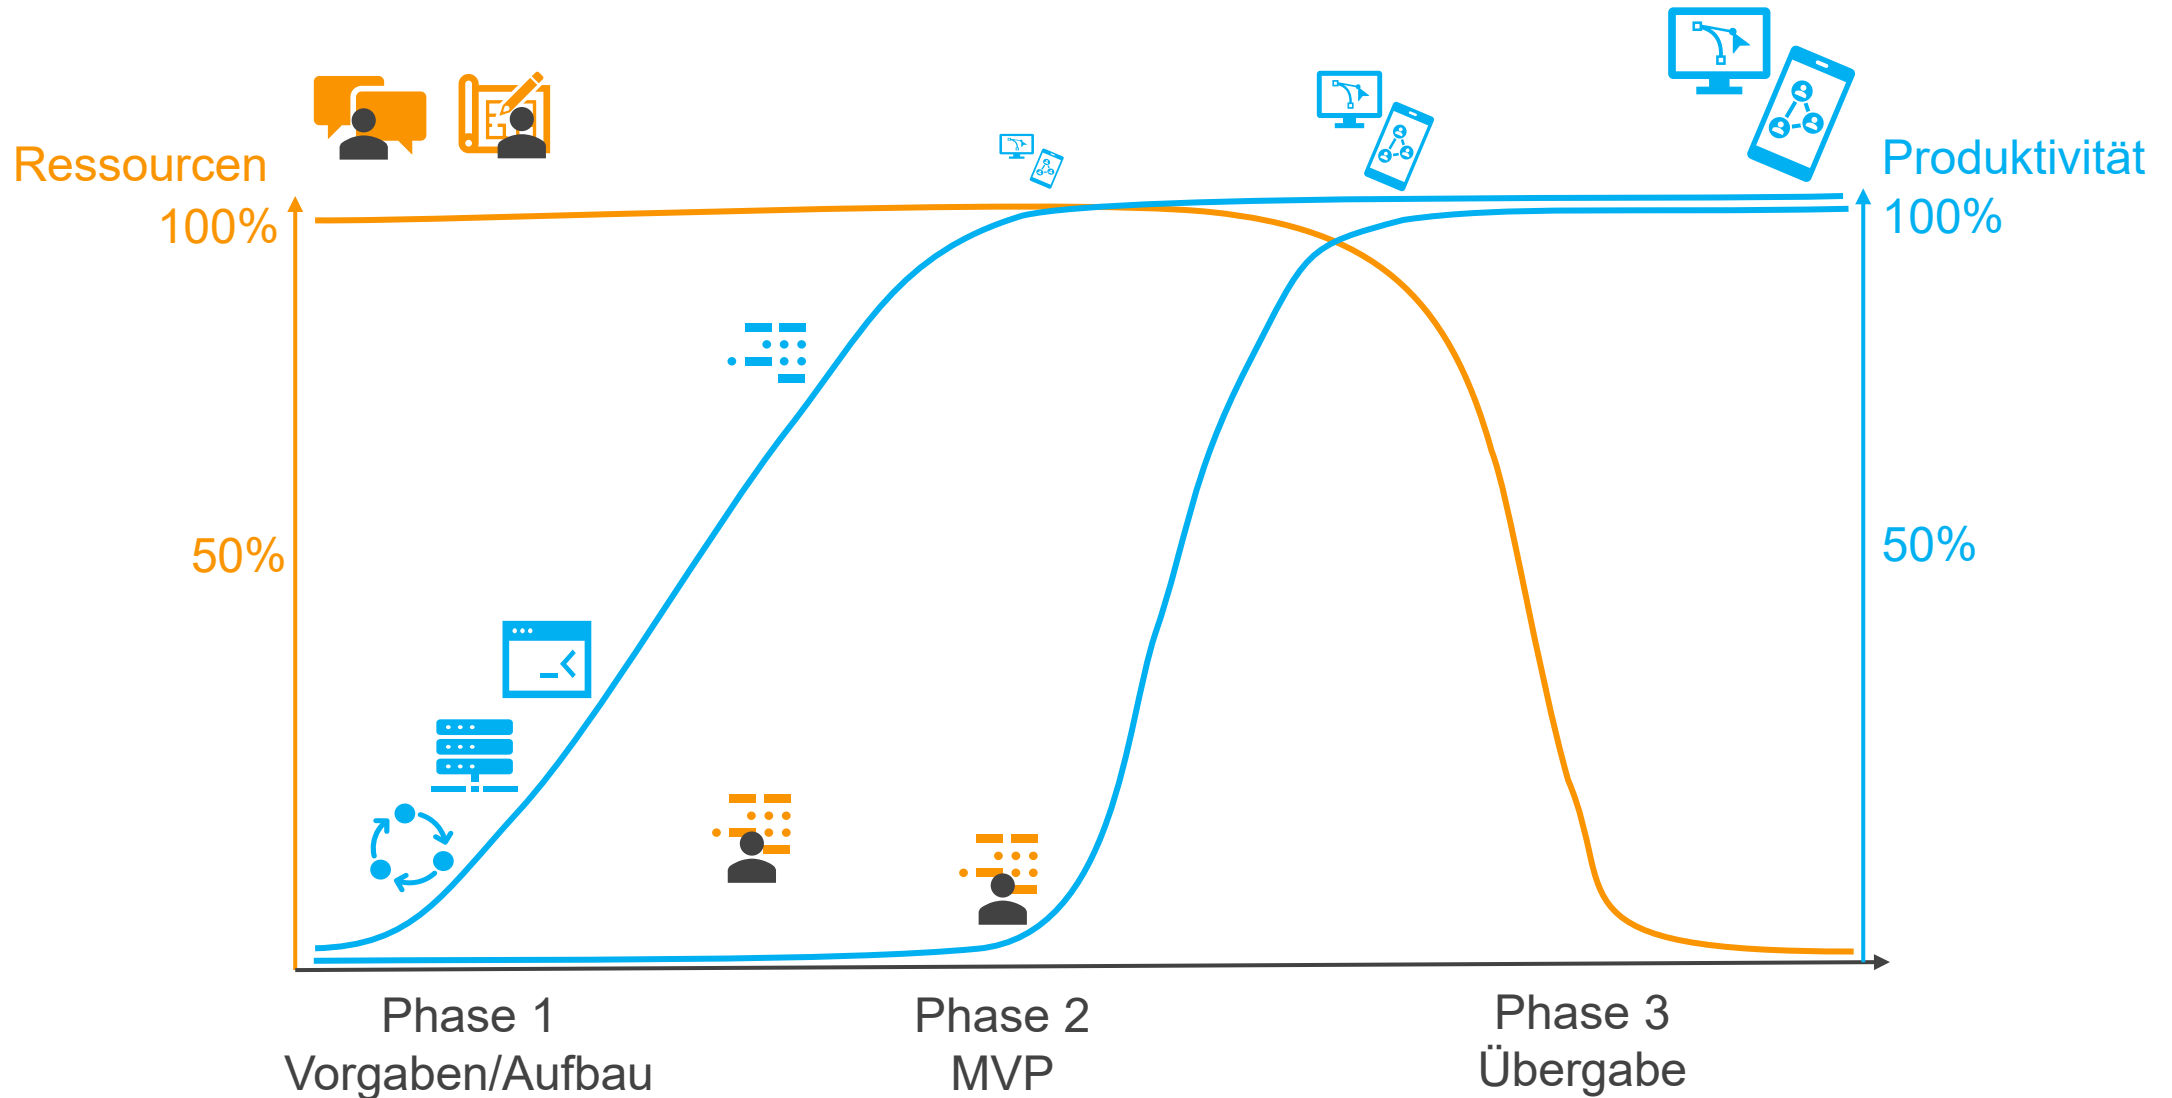 Ressourcen
100%
50%
Produktivität
100%
50%
Phase 1
Vorgaben/Aufbau
Phase 2
MVP
Phase 3
Übergabe